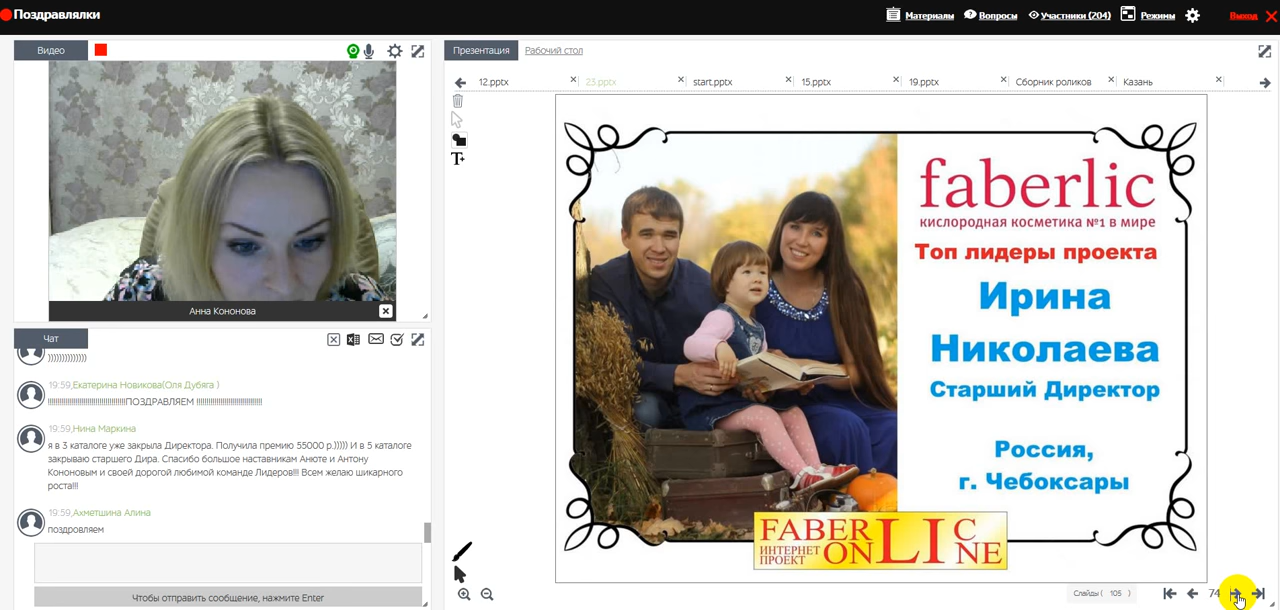 Поздравлялки
Материалы
Вопросы
Участники (204)
Режимы
Выход
Видео
Анна Кононова
Чат
))))))))))))))
19:59,Екатерина Новикова(Оля Дубяга )
!!!!!!!!!!!!!!!!!!!!!!!!!!!!!!!!!!!!!!ПОЗДРАВЛЯЕМ !!!!!!!!!!!!!!!!!!!!!!!!!!!!!!!!
19:59,Нина Маркина
я в 3 каталоге уже закрыла Директора. Получила премию 55000 р.))))) И в 5 каталоге
закрываю старшего Дира. Спасибо большое наставникам Анюте и Антону
Кононовым и своей дорогой любимой команде Лидеров!!! Всем желаю шикарного
роста!!!
19:59,Ахметшина Алина
поздровляем
Чтобы отправить сообщение, нажмите Enter
Презентация
Рабочий стол
12.pptx
23.pptx
start.pptx
15.pptx
19.pptx
Сборник роликов
Казань
faberlic
кислородная косметика №1 в мире
Топ лидеры проекта
Ирина
Николаева
Старший Директор
Россия,
г. Чебоксары
FABERLIC
ИНТЕРНЕТ
ПРОЕКТ
ONLINE
Слайды ( 105 )
74